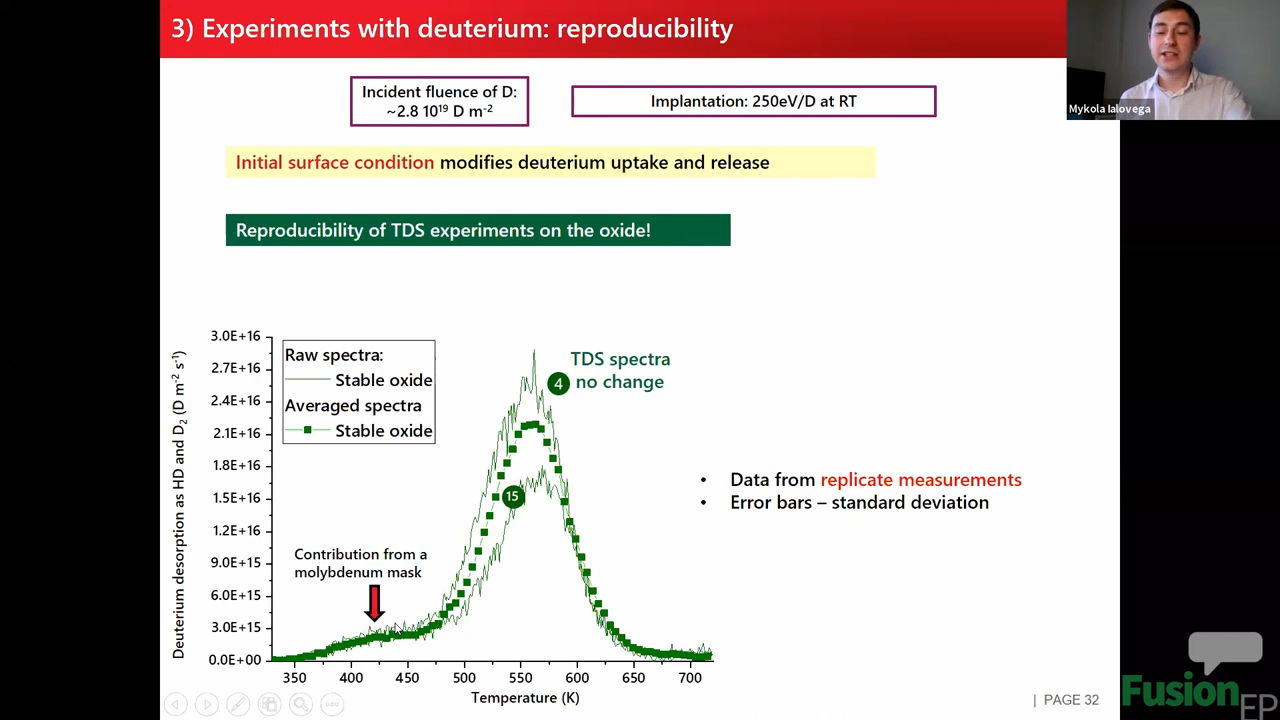 3) Experiments with deuterium: reproducibility
Mykola Ialovega
Incident fluence of D:
~2.8 10¹⁹ D m⁻²
Implantation: 250eV/D at RT
Initial surface condition modifies deuterium uptake and release
Reproducibility of TDS experiments on the oxide!
Deuterium desorption as HD and D₂ (D m⁻² s⁻¹)
3.0E+16
2.7E+16
2.4E+16
2.1E+16
1.8E+16
1.5E+16
1.2E+16
9.0E+15
6.0E+15
3.0E+15
0.0E+00
Raw spectra:
Stable oxide
Averaged spectra
Stable oxide
4
TDS spectra
no change
15
Contribution from a
molybdenum mask
350 400 450 500 550 600 650 700
Temperature (K)
• Data from replicate measurements
• Error bars – standard deviation
| PAGE 32
Fusion
EP